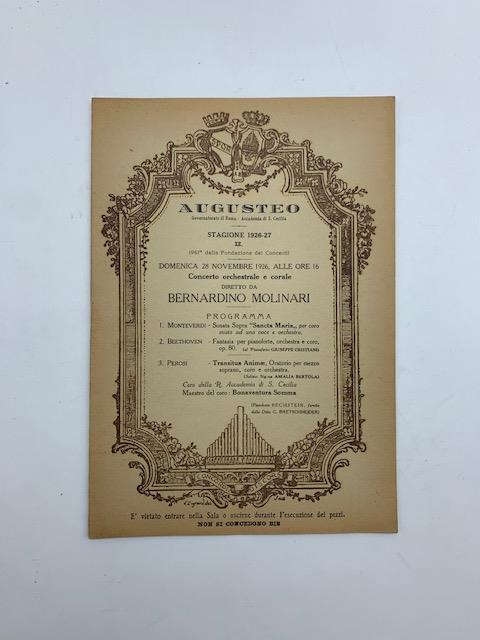 SPQR
AUGUSTEO
Governatorato di Roma - Accademia di S. Cecilia
STAGIONE 1926-27
IX.
(961° dalla Fondazione dei Concerti)
DOMENICA 28 NOVEMBRE 1926, ALLE ORE 16
Concerto orchestrale e corale
DIRETTO DA
BERNARDINO MOLINARI
PROGRAMMA
1. MONTEVERDI - Sonata Sopra "Sancta Maria„ per coro
misto ad una voce e orchestra.
2. BEETHOVEN - Fantasia per pianoforte, orchestra e coro,
op. 80. (al Pianoforte GIUSEPPE CRISTIANI)
3. PEROSI - Transitus Animæ, Oratorio per mezzo
soprano, coro e orchestra.
(Solista: Sig.na AMALIA BERTOLA)
Coro della R. Accademia di S. Cecilia
Maestro del coro: Bonaventura Somma
(Pianoforte BECHSTEIN, fornito
dalla Ditta C. BRETSCHNEIDER)
E' vietato entrare nella Sala o uscirne durante l'esecuzione dei pezzi.
NON SI CONCEDONO BIS